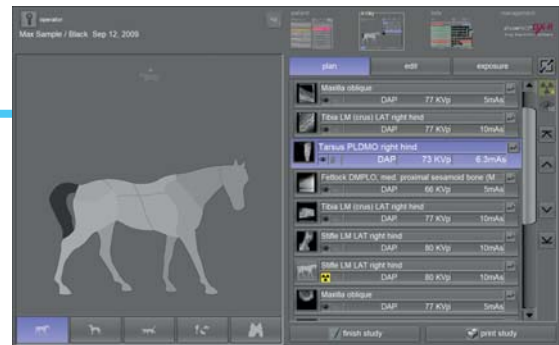 operator
Max Sample / Black Sep 12, 2009
x-ray
management
plan
edit
exposure
Maxilla oblique
DAP 77 KVp 5mAs
Tibia LM (crus) LAT right hind
DAP 77 KVp 10mAs
Tarsus PLDMO right hind
DAP 73 KVp 6.3mAs
Fetlock DMPLO, med. proximal sesamoid bone (M
DAP 66 KVp 5mAs
Tibia LM (crus) LAT right hind
DAP 77 KVp 10mAs
Stifle LM LAT right hind
DAP 80 KVp 10mAs
Stifle LM LAT right hind
DAP 80 KVp 10mAs
Maxilla oblique
DAP 77 KVp 5mAs
finish study
print study